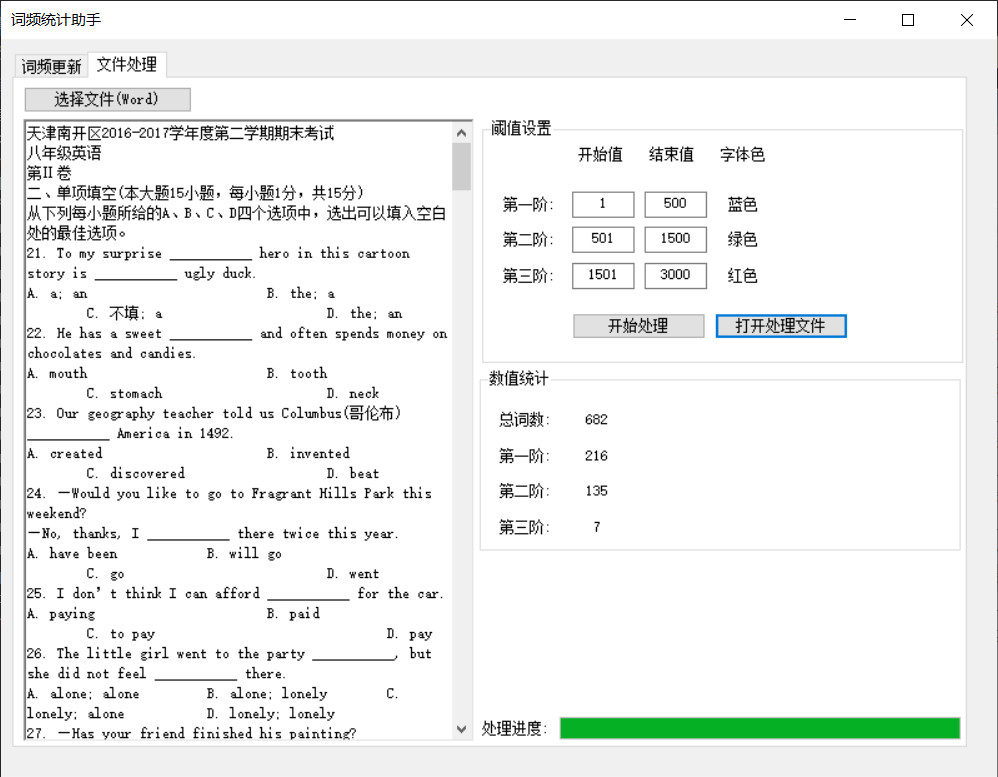 词频统计助手
词频更新
文件处理
选择文件(Word)
天津南开区2016-2017学年度第二学期期末考试
八年级英语
第II卷
二、单项填空(本大题15小题，每小题1分，共15分)
从下列每小题所给的A、B、C、D四个选项中，选出可以填入空白
处的最佳选项。
21. To my surprise ___________ hero in this cartoon
story is ___________ ugly duck.
A. a; an B. the; a
C. 不填; a D. the; an
22. He has a sweet ___________ and often spends money on
chocolates and candies.
A. mouth B. tooth
C. stomach D. neck
23. Our geography teacher told us Columbus(哥伦布)
___________ America in 1492.
A. created B. invented
C. discovered D. beat
24. —Would you like to go to Fragrant Hills Park this
weekend?
—No, thanks, I ___________ there twice this year.
A. have been B. will go
C. go D. went
25. I don't think I can afford ___________ for the car.
A. paying B. paid
C. to pay D. pay
26. The little girl went to the party ___________, but
she did not feel ___________ there.
A. alone; alone B. alone; lonely C.
lonely; alone D. lonely; lonely
27. —Has your friend finished his painting?
阈值设置
开始值 结束值 字体色
第一阶: 1 500 蓝色
第二阶: 501 1500 绿色
第三阶: 1501 3000 红色
开始处理 打开处理文件
数值统计
总词数: 682
第一阶: 216
第二阶: 135
第三阶: 7
处理进度: